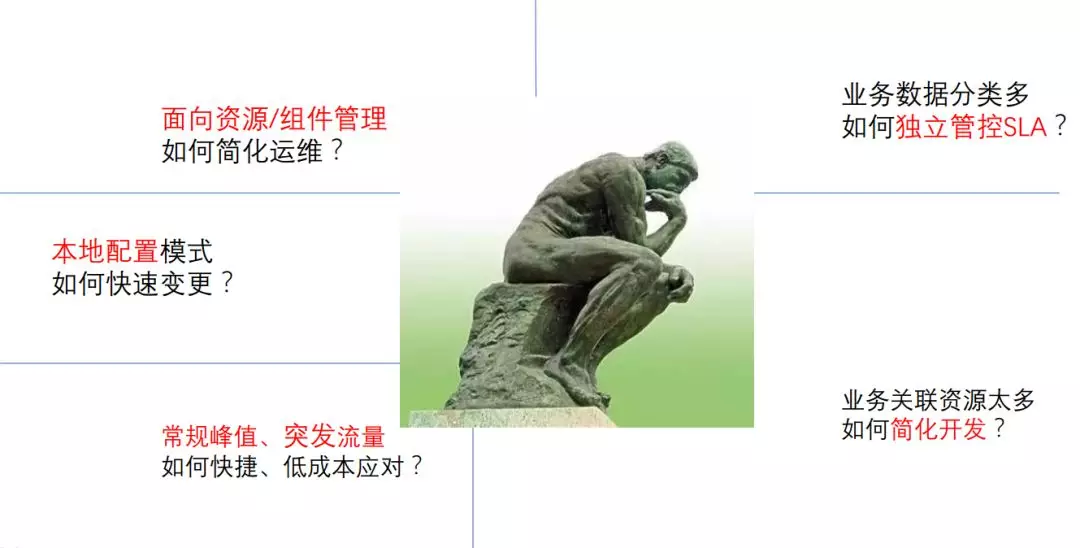 面向资源/组件管理
如何简化运维？
业务数据分类多
如何独立管控SLA？
本地配置模式
如何快速变更？
常规峰值、突发流量
如何快捷、低成本应对？
业务关联资源太多
如何简化开发？